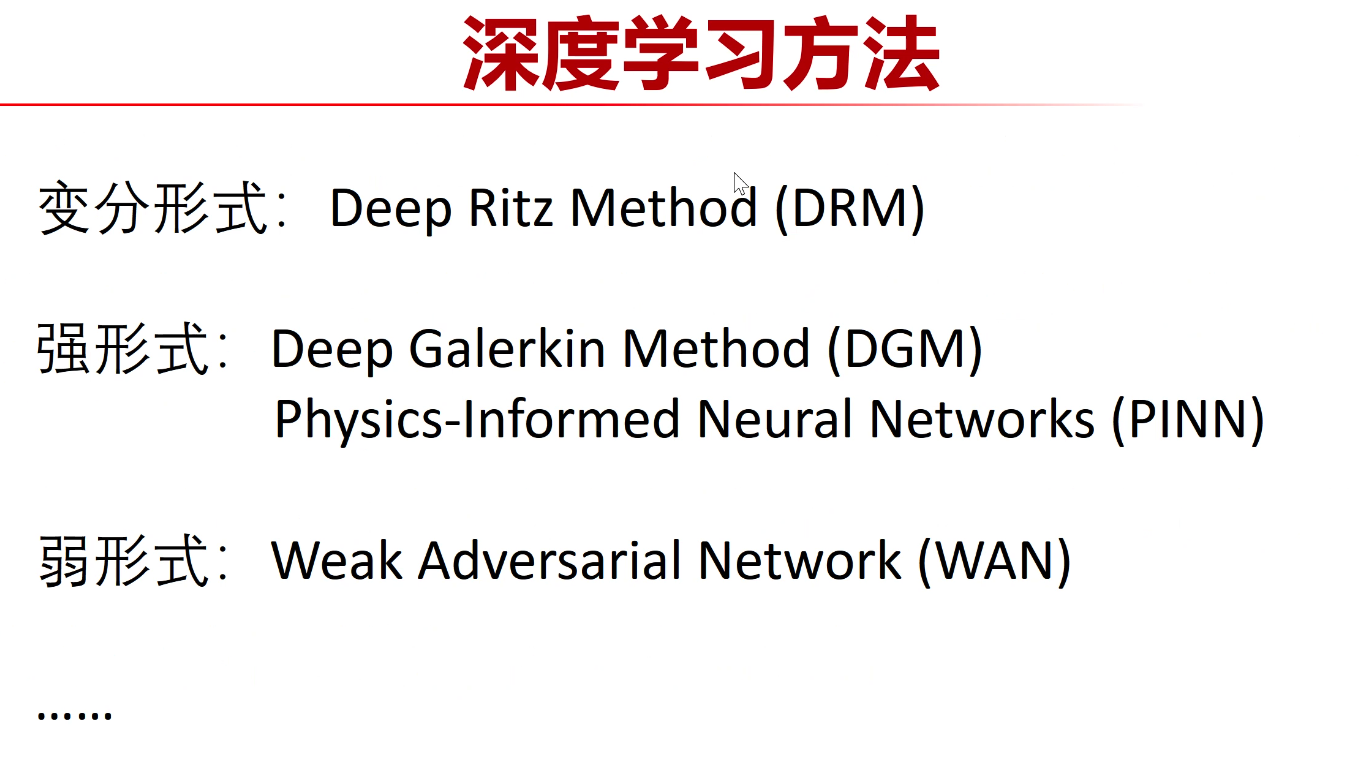 深度学习方法
变分形式： Deep Ritz Method (DRM)
强形式： Deep Galerkin Method (DGM)
Physics-Informed Neural Networks (PINN)
弱形式： Weak Adversarial Network (WAN)
……